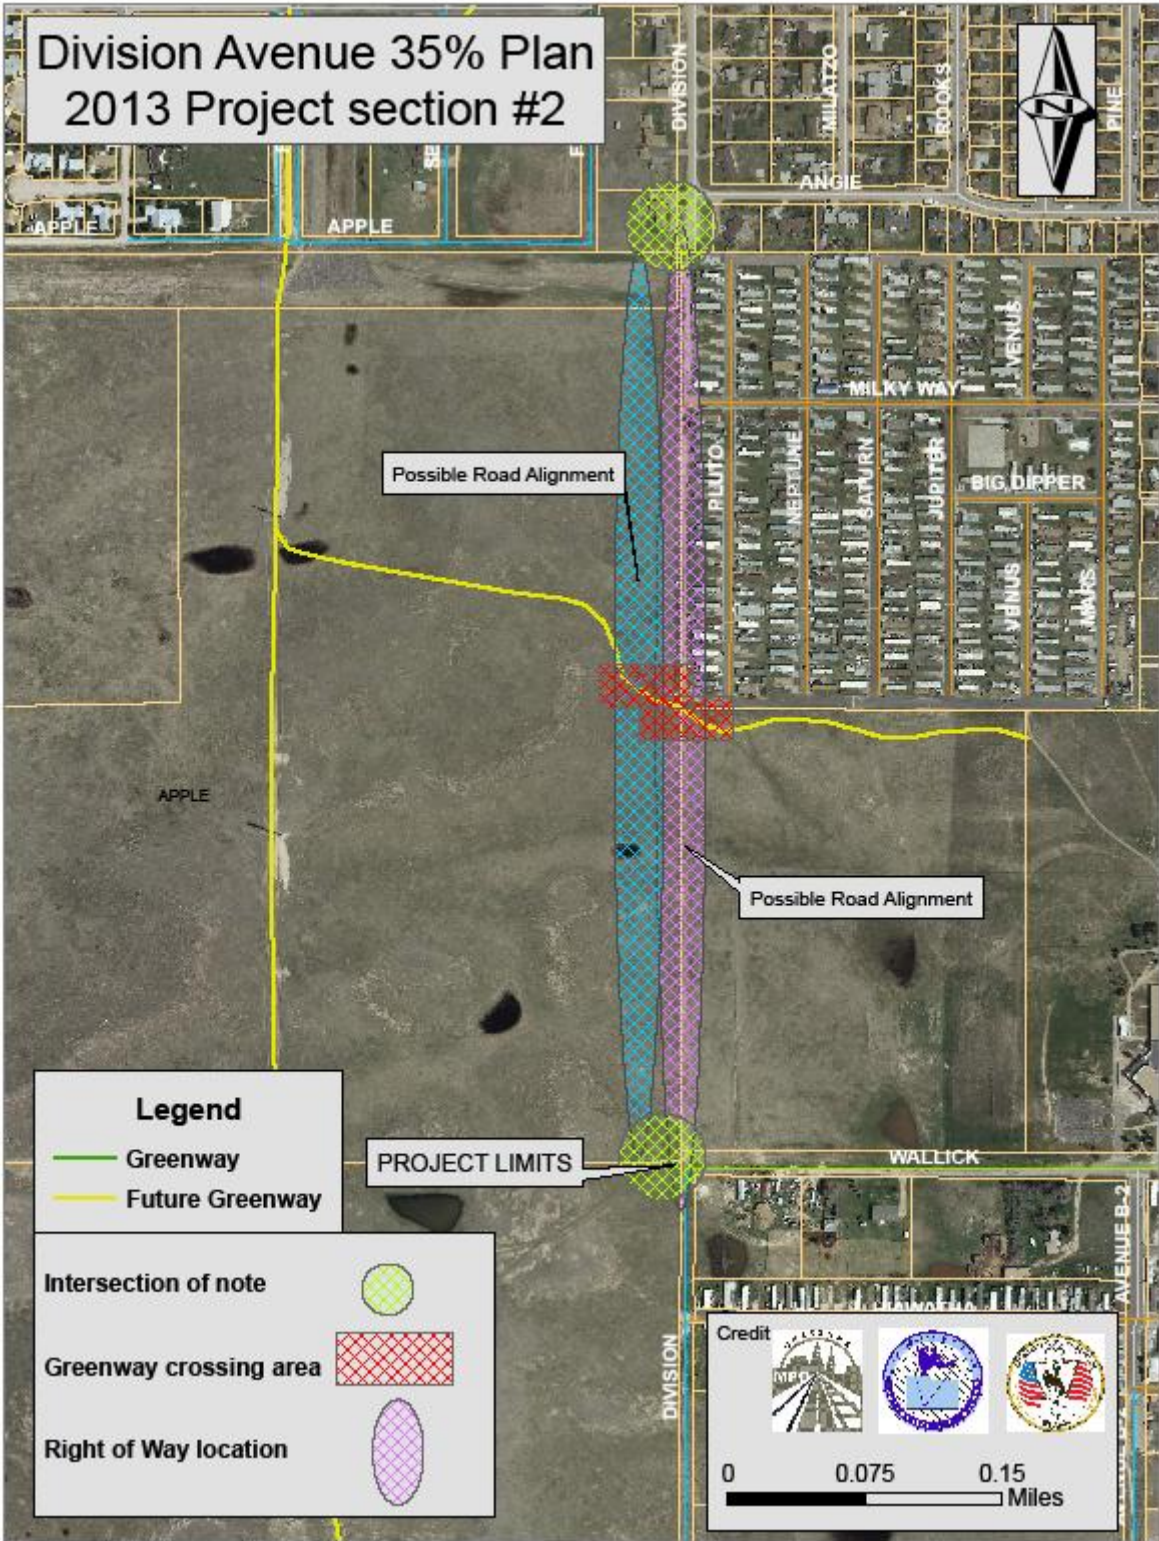 Division Avenue 35% Plan
2013 Project section #2
DIVISION
MILATZO
ROOKS
PINE
N
ANGIE
APPLE
APPLE
VENUS
MILKY WAY
Possible Road Alignment
PLUTO
NEPTUNE
SATURN
JUPITER
BIG DIPPER
VENUS
MARS
APPLE
Possible Road Alignment
Legend
Greenway
Future Greenway
PROJECT LIMITS
WALLICK
AVENUE B-2
Intersection of note
Greenway crossing area
Right of Way location
DIVISION
Credit
MPO
0 0.075 0.15
Miles